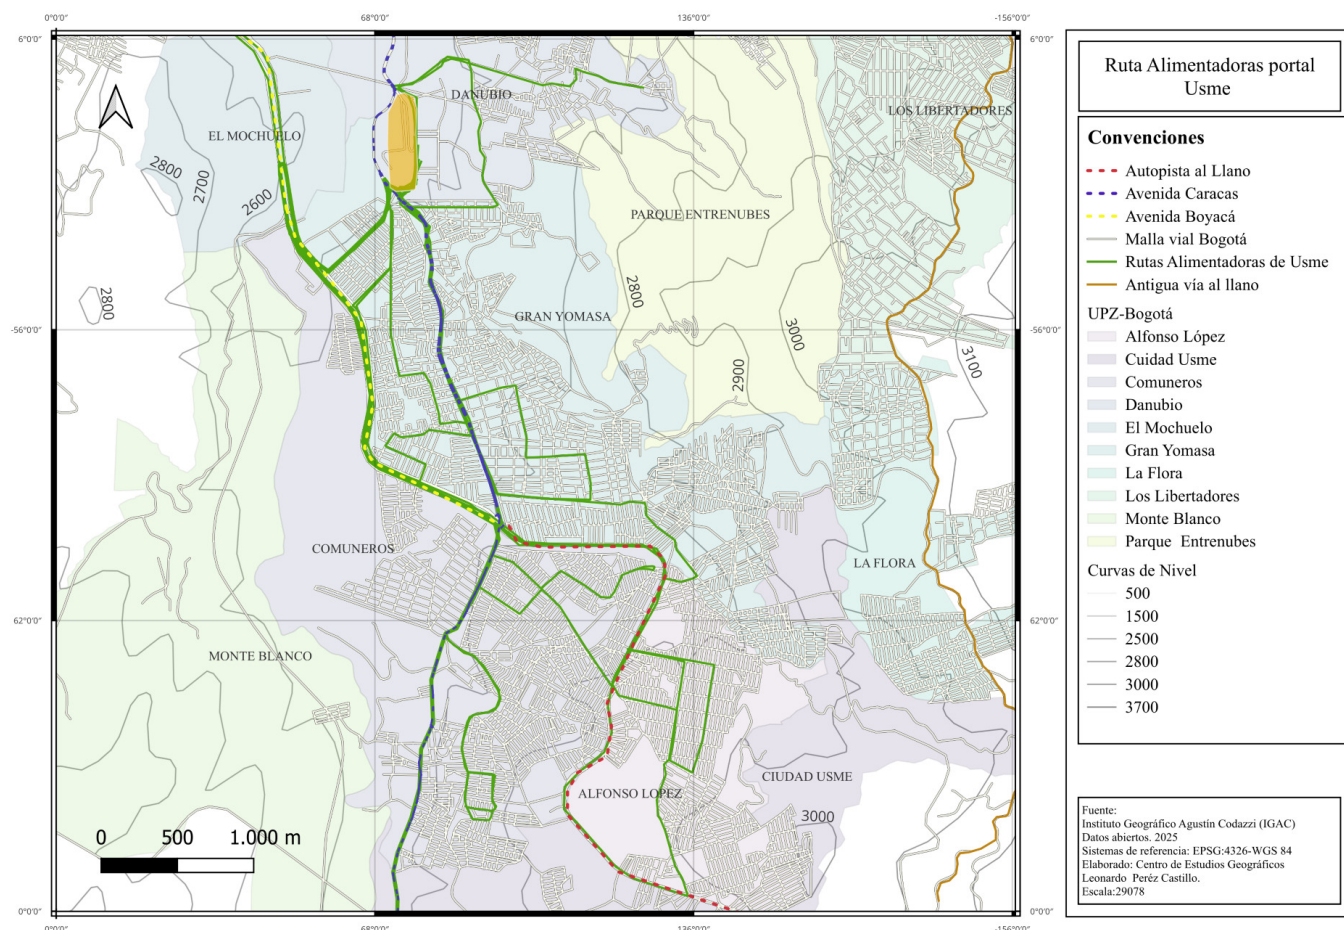 0°0'0"
68°0'0"
136°0'0"
-156°0'0"
6°0'0"
6°0'0"
DANUBIO
LOS LIBERTADORES
EL MOCHUELO
2800
2700
2600
PARQUE ENTRENUBES
2800
2800
GRAN YOMASA
3000
-56°0'0"
-56°0'0"
2900
3100
COMUNEROS
LA FLORA
62°0'0"
62°0'0"
MONTE BLANCO
CIUDAD USME
ALFONSO LOPEZ
3000
0 500 1.000 m
0°0'0"
0°0'0"
0°0'0"
68°0'0"
136°0'0"
-156°0'0"
Ruta Alimentadoras portal
Usme
Convenciones
Autopista al Llano
Avenida Caracas
Avenida Boyacá
Malla vial Bogotá
Rutas Alimentadoras de Usme
Antigua vía al llano
UPZ-Bogotá
Alfonso López
Cuidad Usme
Comuneros
Danubio
El Mochuelo
Gran Yomasa
La Flora
Los Libertadores
Monte Blanco
Parque Entrenubes
Curvas de Nivel
500
1500
2500
2800
3000
3700
Fuente:
Instituto Geográfico Agustín Codazzi (IGAC)
Datos abiertos. 2025
Sistemas de referencia: EPSG:4326-WGS 84
Elaborado: Centro de Estudios Geográficos
Leonardo Peréz Castillo.
Escala:29078